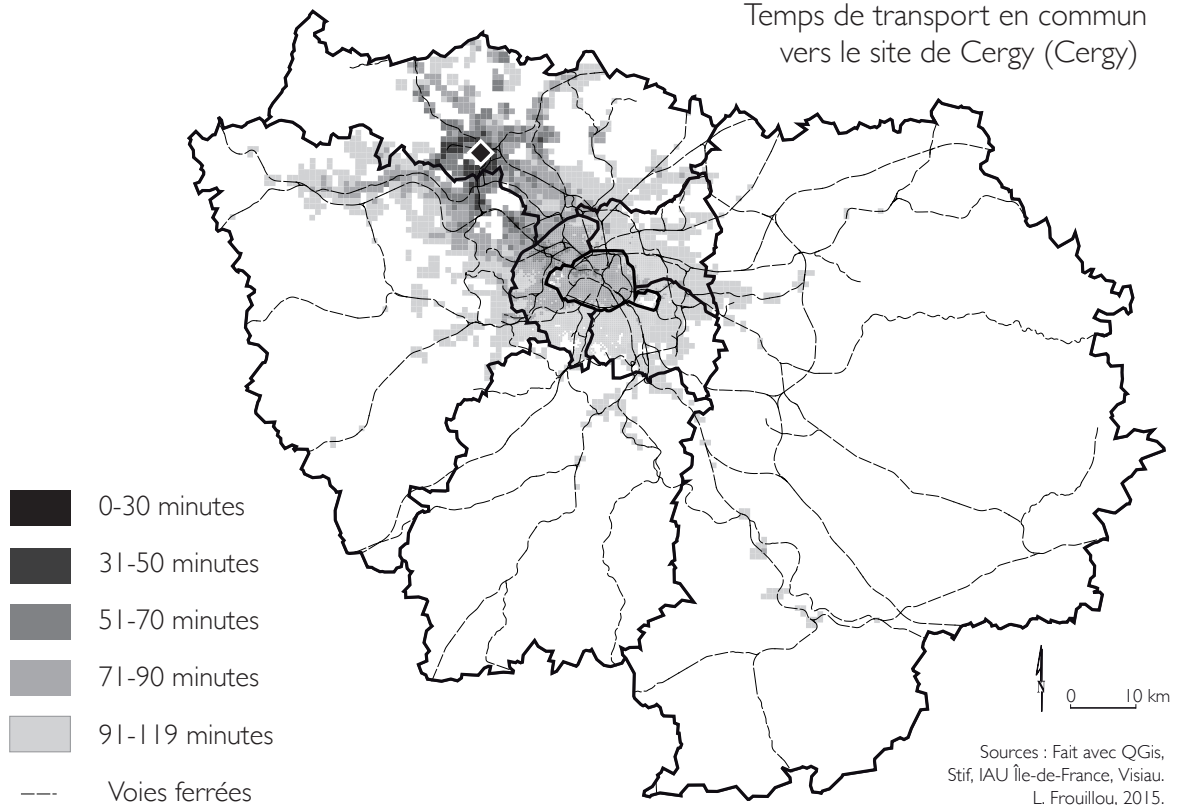 Temps de transport en commun
vers le site de Cergy (Cergy)
0-30 minutes
31-50 minutes
51-70 minutes
71-90 minutes
91-119 minutes
Voies ferrées
N
0 10 km
Sources : Fait avec QGis,
Stif, IAU Île-de-France, Visiau.
L. Frouillou, 2015.